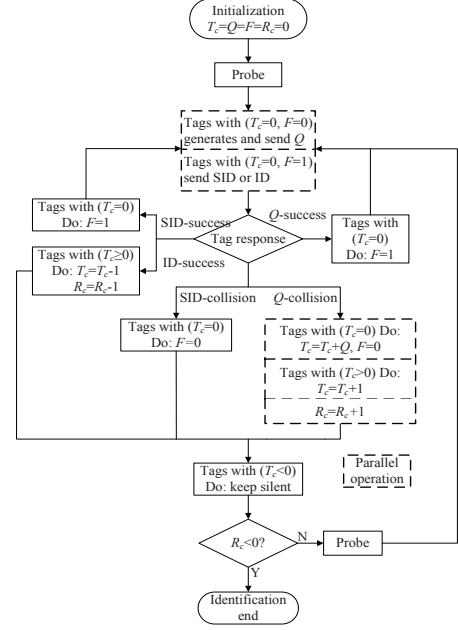 Initialization
Tc=Q=F=Rc=0
Probe
Tags with (Tc=0, F=0)
generates and send Q
Tags with (Tc=0, F=1)
send SID or ID
Tags with (Tc=0)
Do: F=1
SID-success
Q-success
Tag response
Tags with
(Tc=0)
Do: F=1
ID-success
Tags with (Tc≥0)
Do: Tc=Tc-1
Rc=Rc-1
SID-collision
Q-collision
Tags with (Tc=0)
Do: F=0
Tags with (Tc=0) Do:
Tc=Tc+Q, F=0
Tags with (Tc>0) Do:
Tc=Tc+1
Rc=Rc+1
Tags with (Tc<0)
Do: keep silent
Parallel
operation
Rc<0?
N
Probe
Y
Identification
end